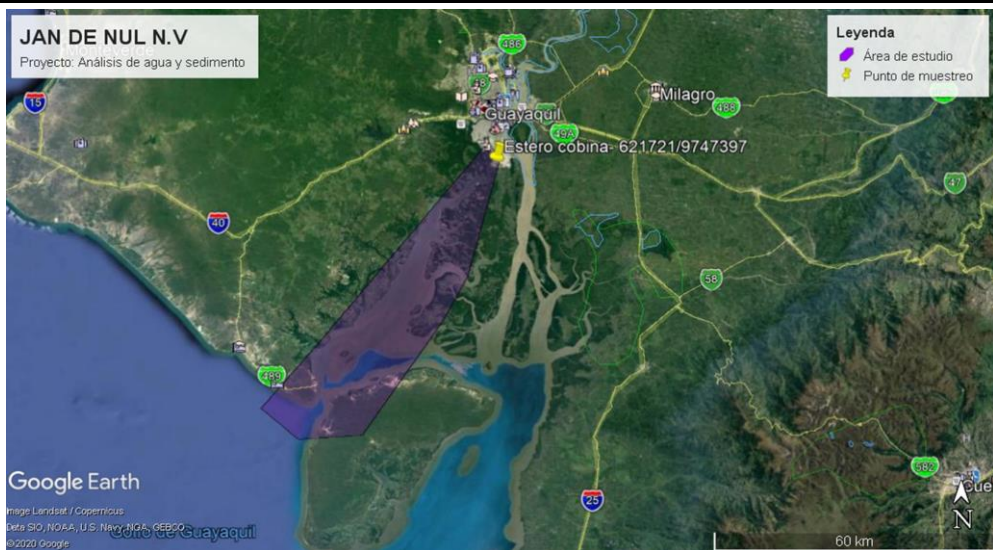 JAN DE NUL N.V
Proyecto: Análisis de agua y sedimento
Leyenda
Área de estudio
Punto de muestreo
486
15
Milagro
488
Guayaquil
49A
Estero cobina- 621721/9747397
47
40
58
489
582
25
Cue
N
Google Earth
Image Landsat / Copernicus
Data SIO, NOAA, U.S. Navy, NGA, GEBCO
©2020 Google
Golfo de Guayaquil
60 km